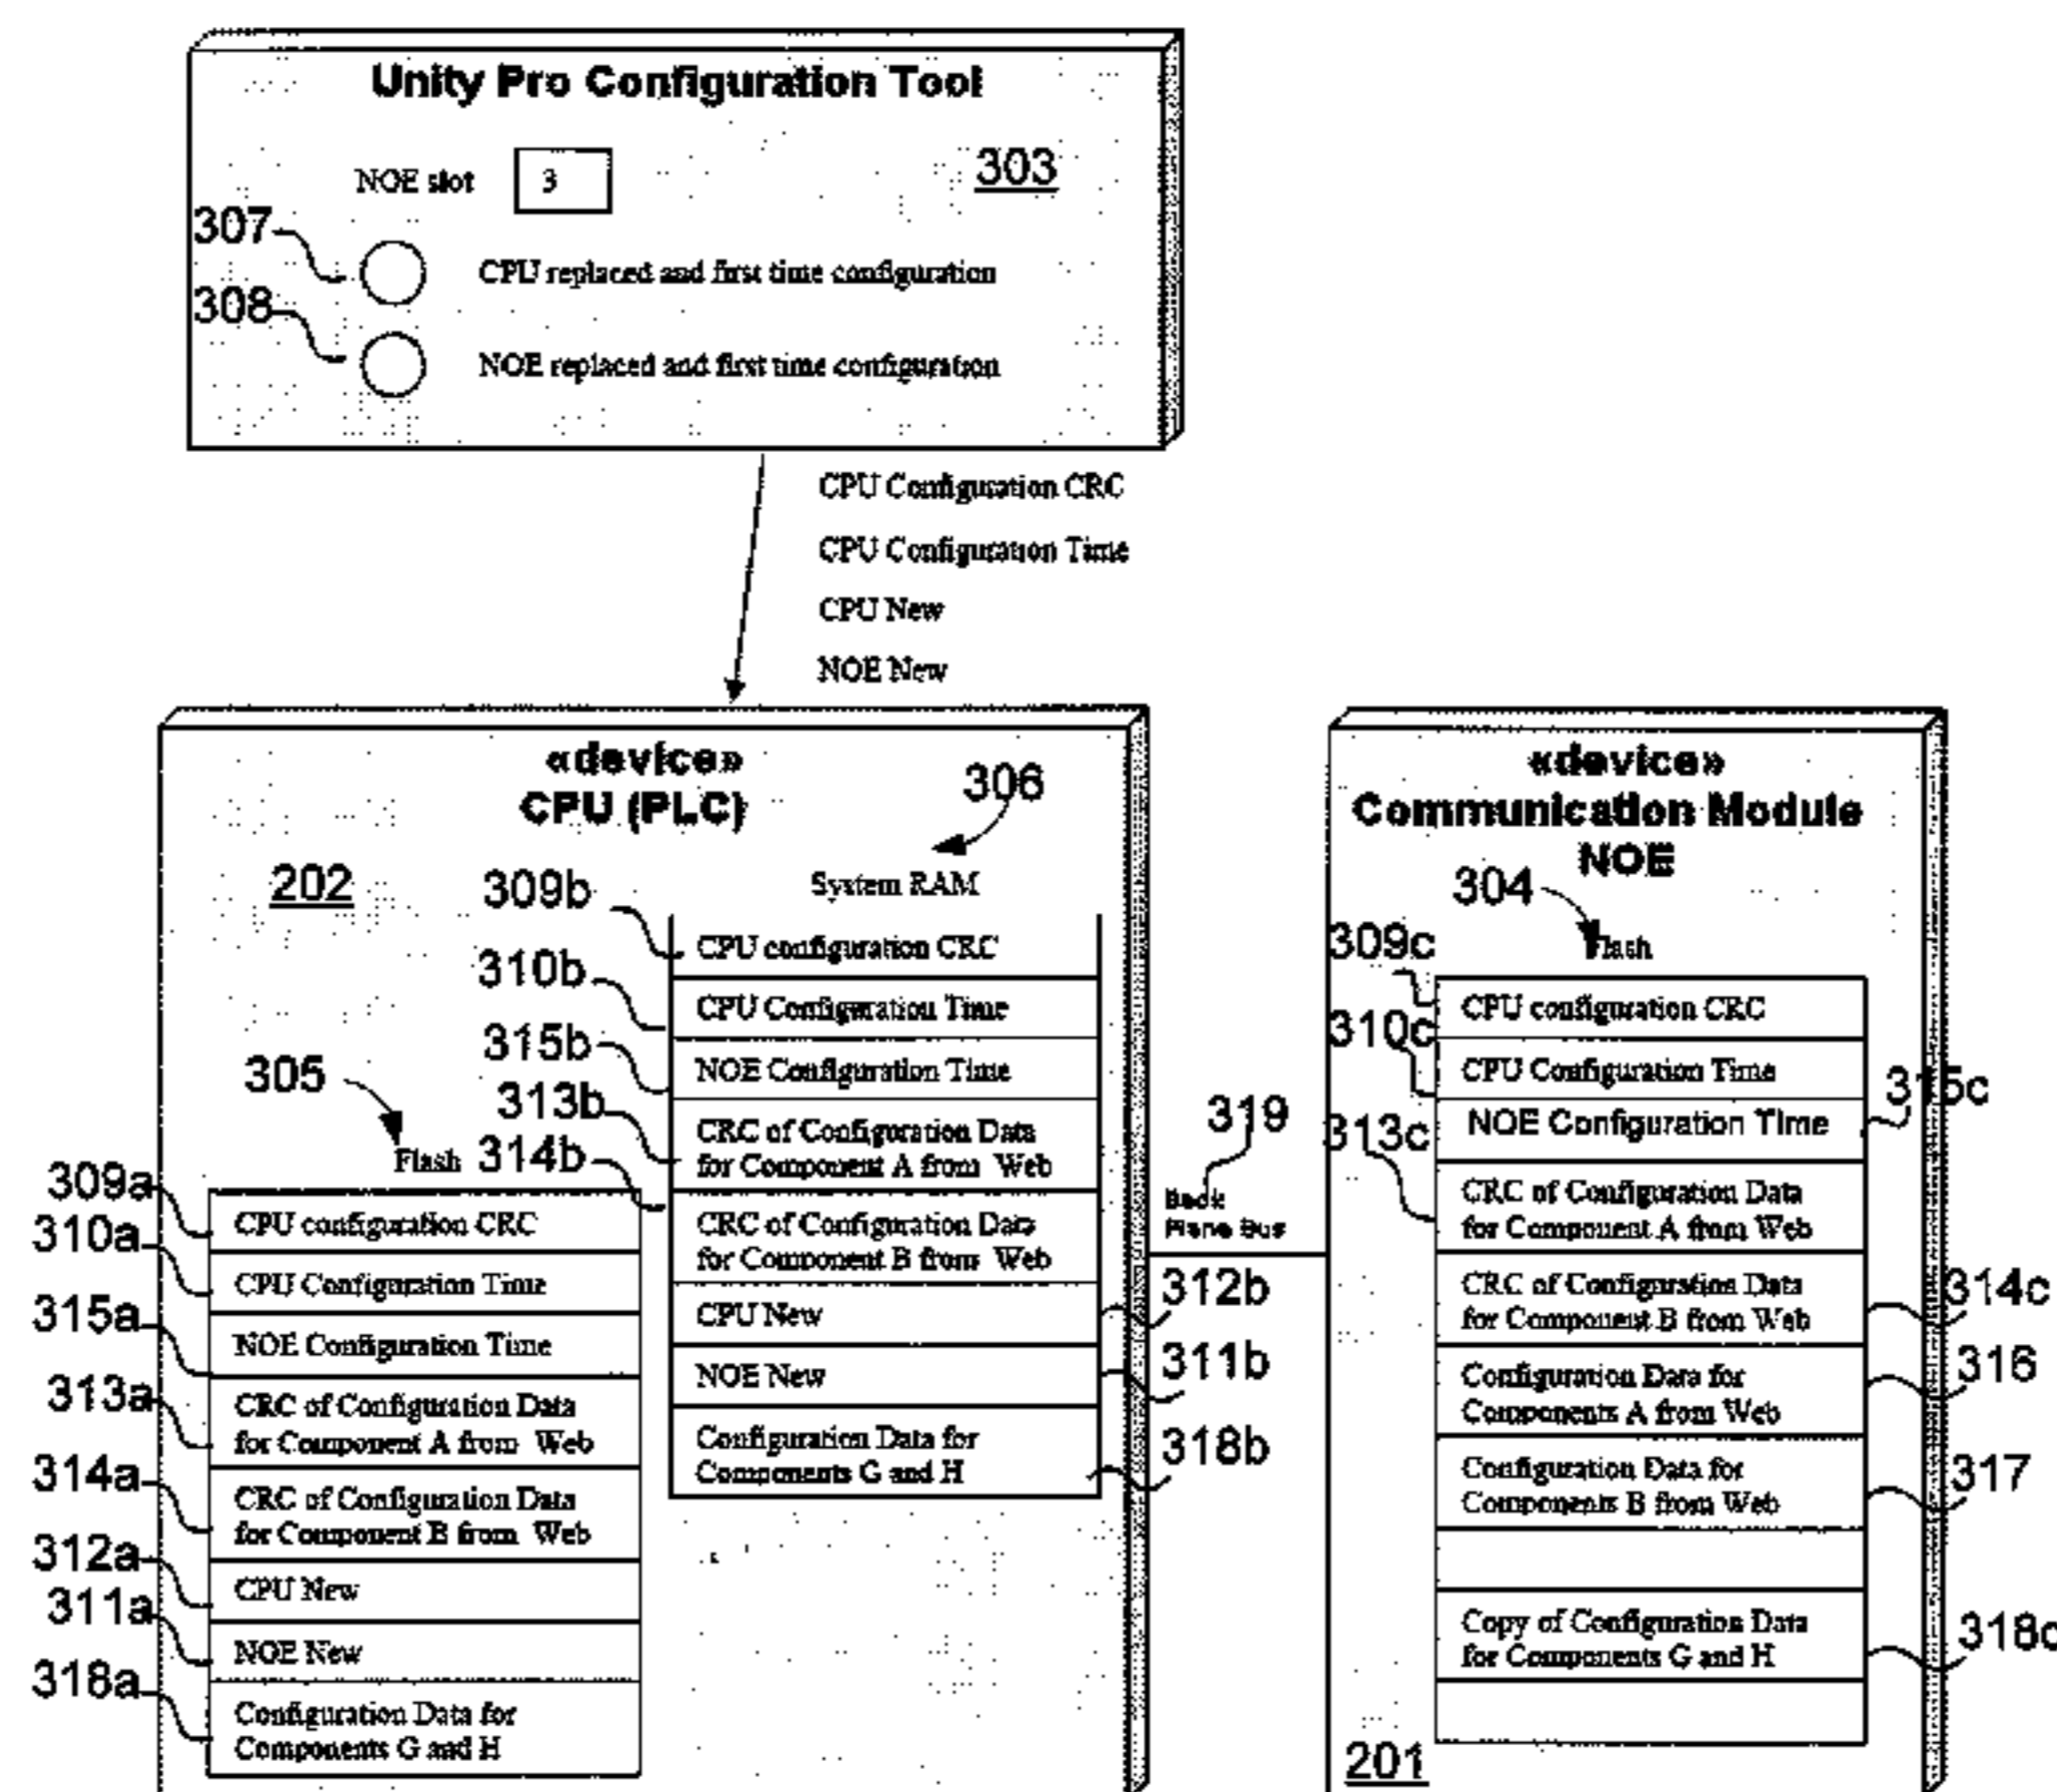 Unity Pro Configuration Tool
NOE slot
3
303
307
CPU replaced and first time configuration
308
NOE replaced and first time configuration
CPU Configuration CRC
CPU Configuration Time
CPU New
NOE New
«device»
CPU (PLC)
306
202
System RAM
309b
CPU configuration CRC
310b
CPU Configuration Time
315b
NOE Configuration Time
313b
CRC of Configuration Data
for Component A from Web
314b
CRC of Configuration Data
for Component B from Web
CPU New
312b
NOE New
311b
Configuration Data for
Components G and H
318b
305
Flash
309a
CPU configuration CRC
310a
CPU Configuration Time
315a
NOE Configuration Time
313a
CRC of Configuration Data
for Component A from Web
314a
CRC of Configuration Data
for Component B from Web
312a
CPU New
311a
NOE New
318a
Configuration Data for
Components G and H
319
Back
Plane Bus
«device»
Communication Module
NOE
304
Flash
309c
CPU configuration CRC
310c
CPU Configuration Time
315c
NOE Configuration Time
313c
CRC of Configuration Data
for Component A from Web
CRC of Configuration Data
for Component B from Web
314c
Configuration Data for
Components A from Web
316
Configuration Data for
Components B from Web
317
Copy of Configuration Data
for Components G and H
318c
201